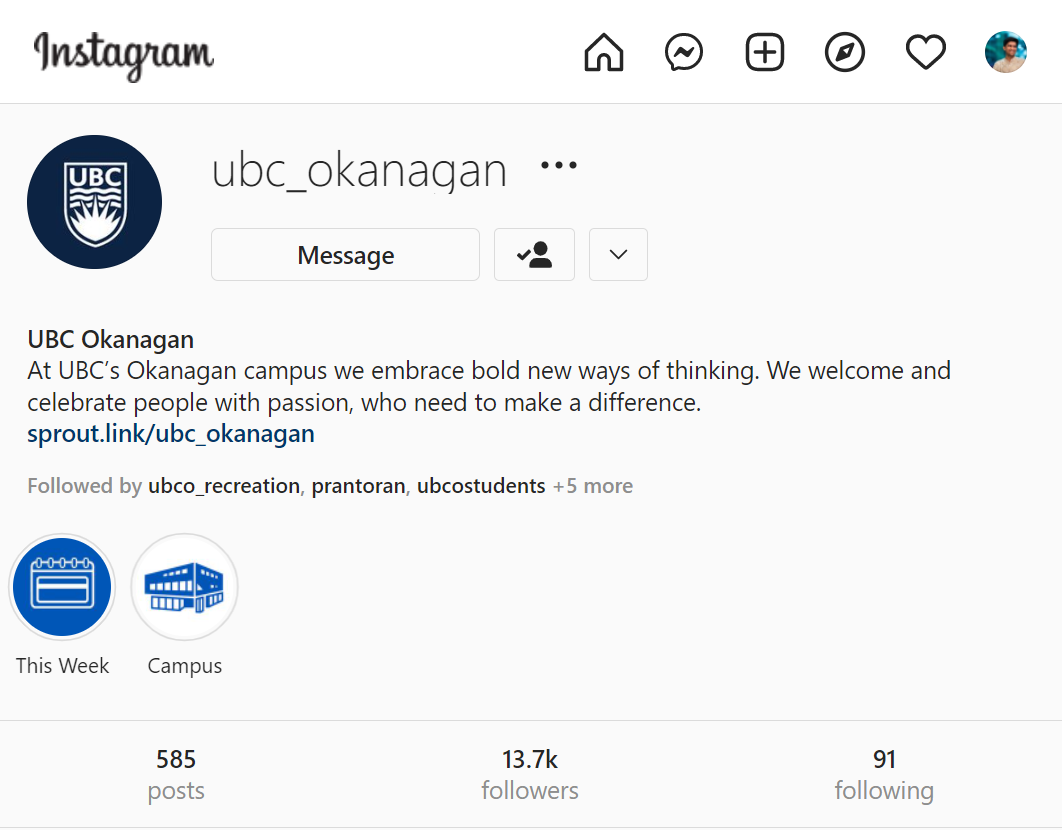 Instagram
UBC
ubc_okanagan
Message
UBC Okanagan
At UBC’s Okanagan campus we embrace bold new ways of thinking. We welcome and
celebrate people with passion, who need to make a difference.
sprout.link/ubc_okanagan
Followed by ubco_recreation, prantoran, ubcostudents +5 more
This Week
Campus
585
posts
13.7k
followers
91
following